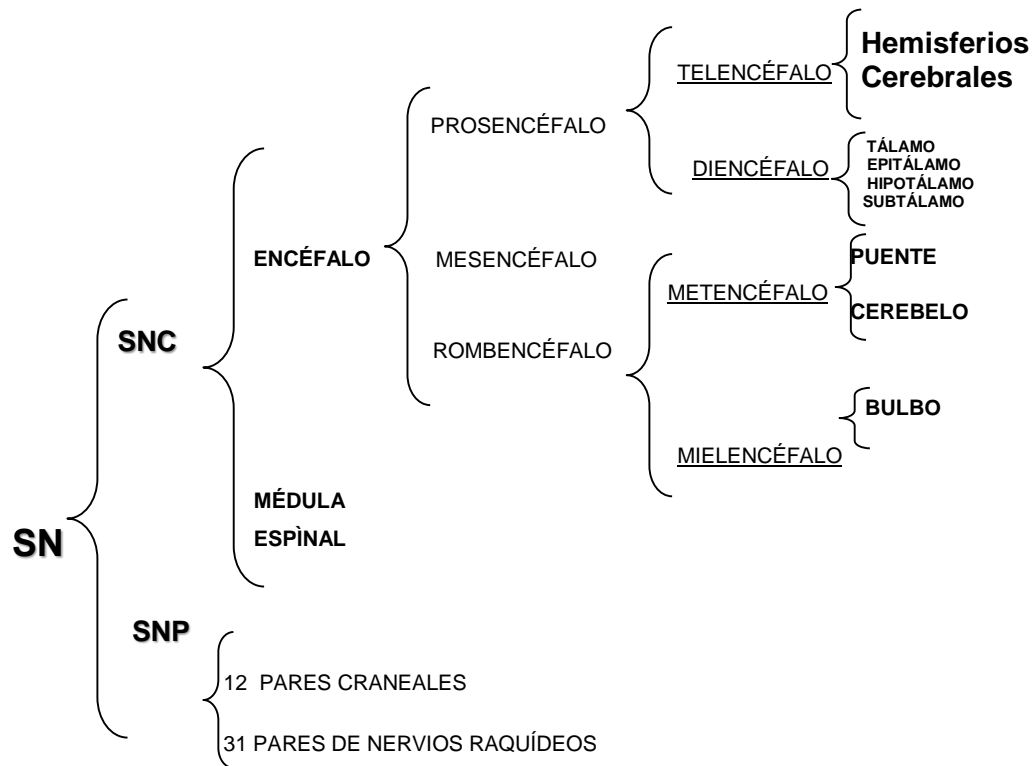 SN
SNC
ENCÉFALO
PROSENCÉFALO
TELENCÉFALO
Hemisferios
Cerebrales
DIENCÉFALO
TÁLAMO
EPITÁLAMO
HIPOTÁLAMO
SUBTÁLAMO
MESENCÉFALO
ROMBENCÉFALO
METENCÉFALO
PUENTE
CEREBELO
MIELENCÉFALO
BULBO
MÉDULA
ESPÌNAL
SNP
12 PARES CRANEALES
31 PARES DE NERVIOS RAQUÍDEOS